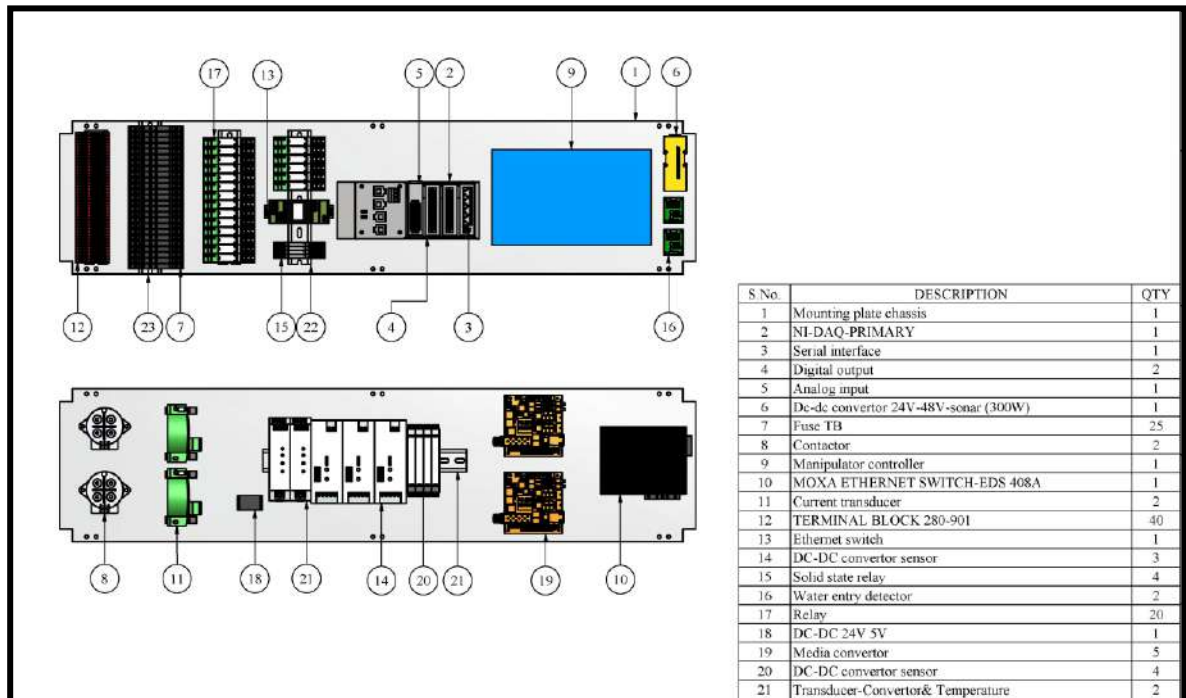 17 13 5 2 9 1 6
12 23 7 15 22 4 3 16
8 11 18 21 14 20 21 19 10
S.No. DESCRIPTION QTY
1 Mounting plate chassis 1
2 NI-DAQ-PRIMARY 1
3 Serial interface 1
4 Digital output 2
5 Analog input 1
6 Dc-dc convertor 24V-48V-sonar (300W) 1
7 Fuse TB 25
8 Contactor 2
9 Manipulator controller 1
10 MOXA ETHERNET SWITCH-EDS 408A 1
11 Current transducer 2
12 TERMINAL BLOCK 280-901 40
13 Ethernet switch 1
14 DC-DC convertor sensor 3
15 Solid state relay 4
16 Water entry detector 2
17 Relay 20
18 DC-DC 24V 5V 1
19 Media convertor 5
20 DC-DC convertor sensor 4
21 Transducer-Convertor& Temperature 2